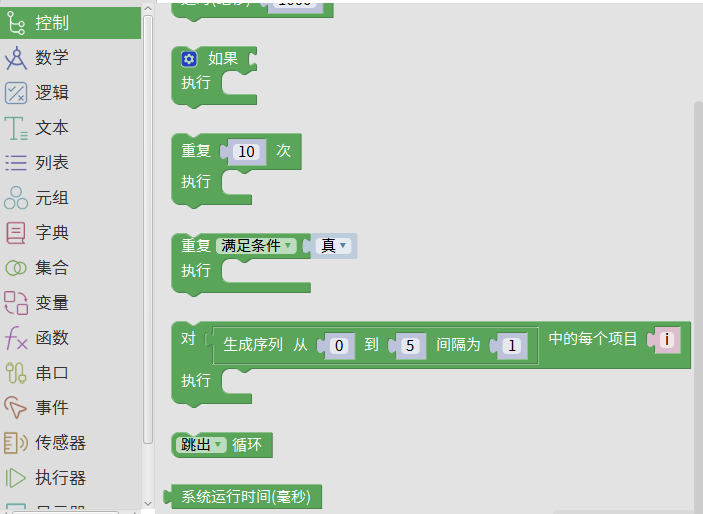 控制
数学
逻辑
文本
列表
元组
字典
集合
变量
函数
串口
事件
传感器
执行器
如果
执行
重复 10 次
执行
重复 满足条件 真
执行
对 生成序列 从 0 到 5 间隔为 1 中的每个项目 i
执行
跳出 循环
系统运行时间(毫秒)